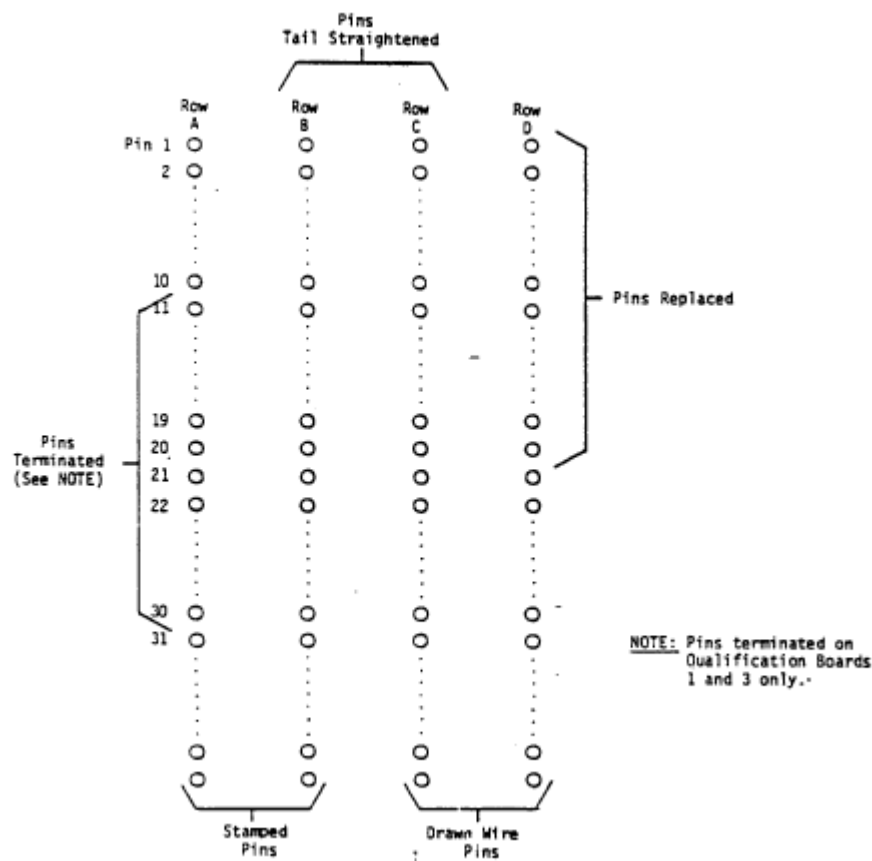 Pins
Tail Straightened
Row Row Row Row
A B C D
Pin 1
2
10
11
Pins Replaced
19
Pins 20
Terminated
(See NOTE) 21
22
30
31
NOTE: Pins terminated on
Qualification Boards
1 and 3 only.
Stamped Drawn Wire
Pins Pins